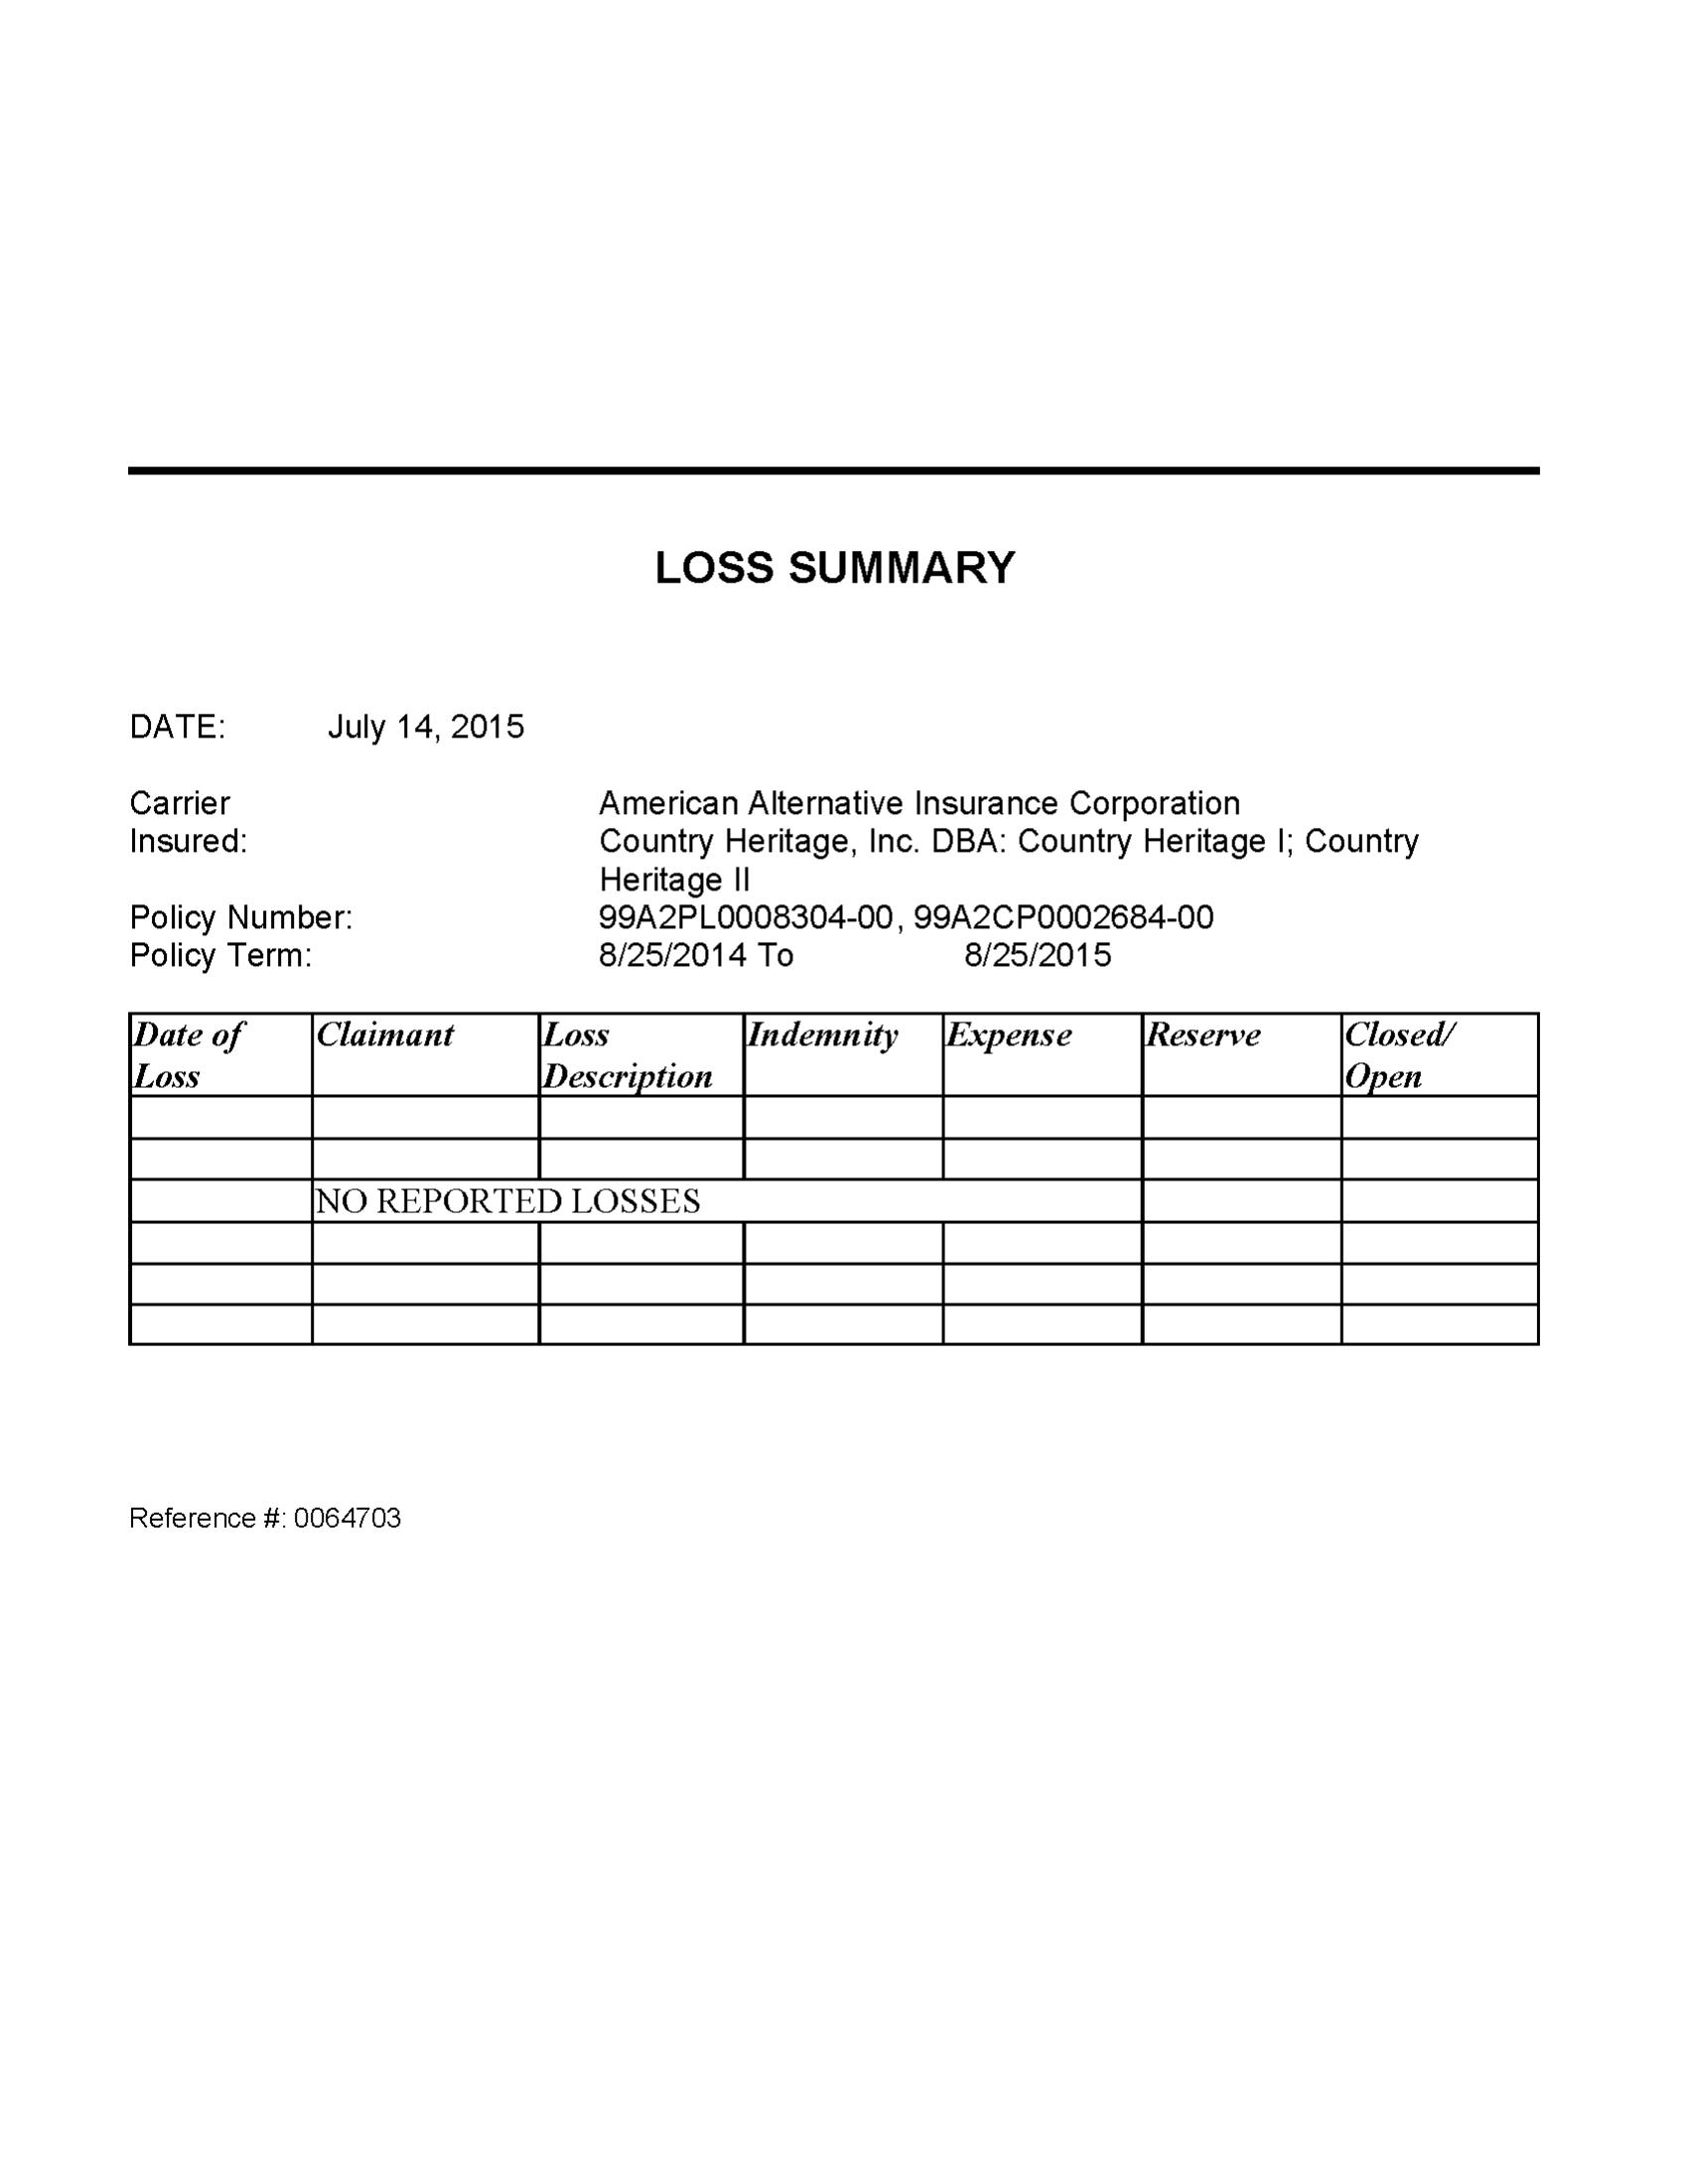 LOSS SUMMARY
DATE: July 14, 2015
Carrier American Alternative Insurance Corporation
Insured: Country Heritage, Inc. DBA: Country Heritage I; Country
Heritage II
Policy Number: 99A2PL0008304-00, 99A2CP0002684-00
Policy Term: 8/25/2014 To 8/25/2015
Date of Loss Claimant Loss Description Indemnity Expense Reserve Closed/ Open
NO REPORTED LOSSES
Reference #: 0064703